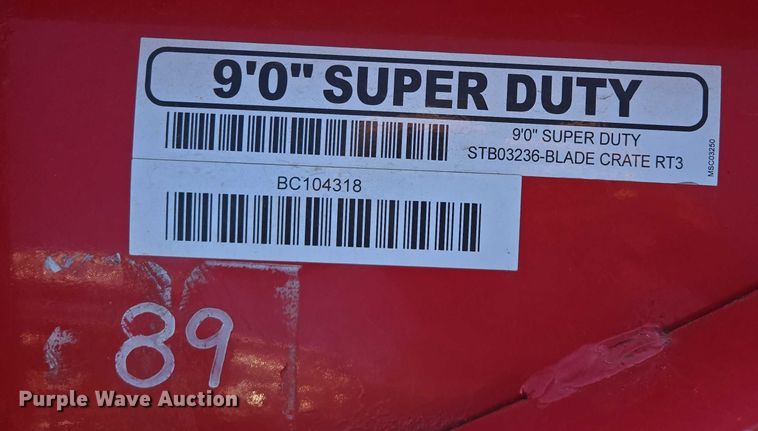 9'0" SUPER DUTY
9'0" SUPER DUTY
STB03236-BLADE CRATE RT3
MSC03250
BC104318
89
Purple Wave Auction